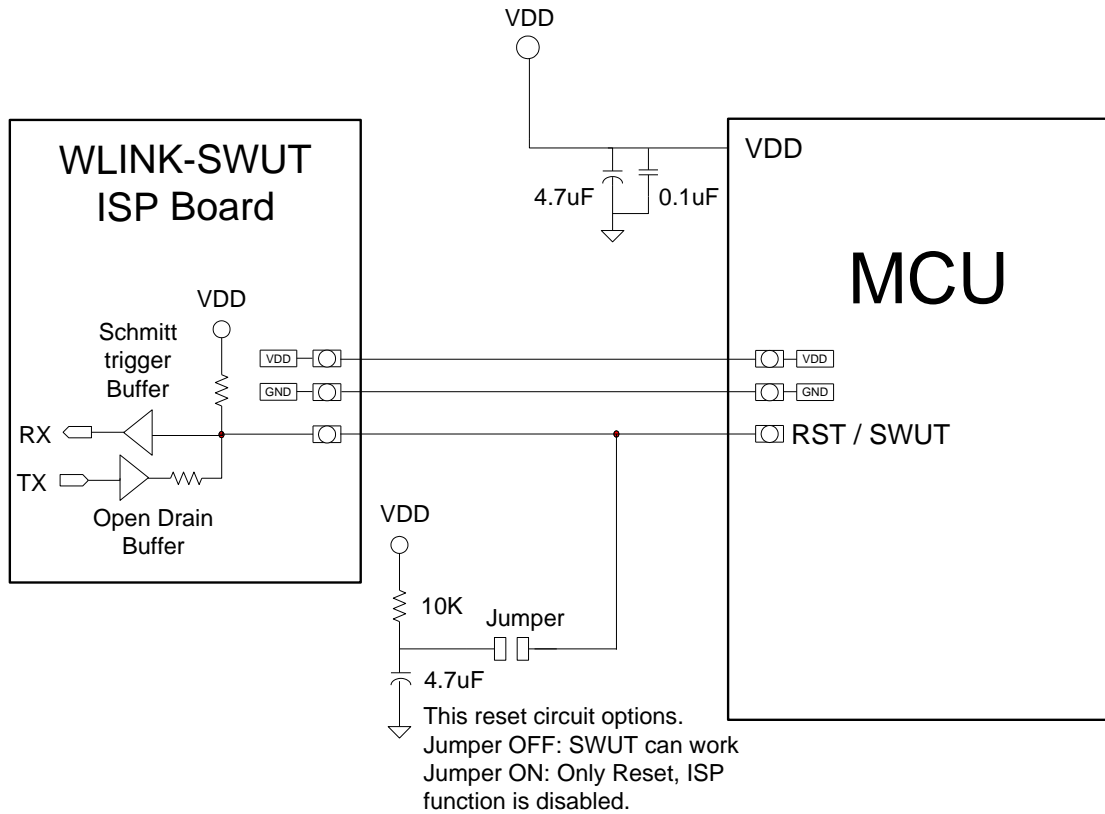 VDD
WLINK-SWUT
ISP Board
VDD
4.7uF
0.1uF
MCU
VDD
Schmitt
trigger
Buffer
VDD
VDD
GND
GND
RX
RST / SWUT
TX
Open Drain
Buffer
VDD
10K
Jumper
4.7uF
This reset circuit options.
Jumper OFF: SWUT can work
Jumper ON: Only Reset, ISP
function is disabled.